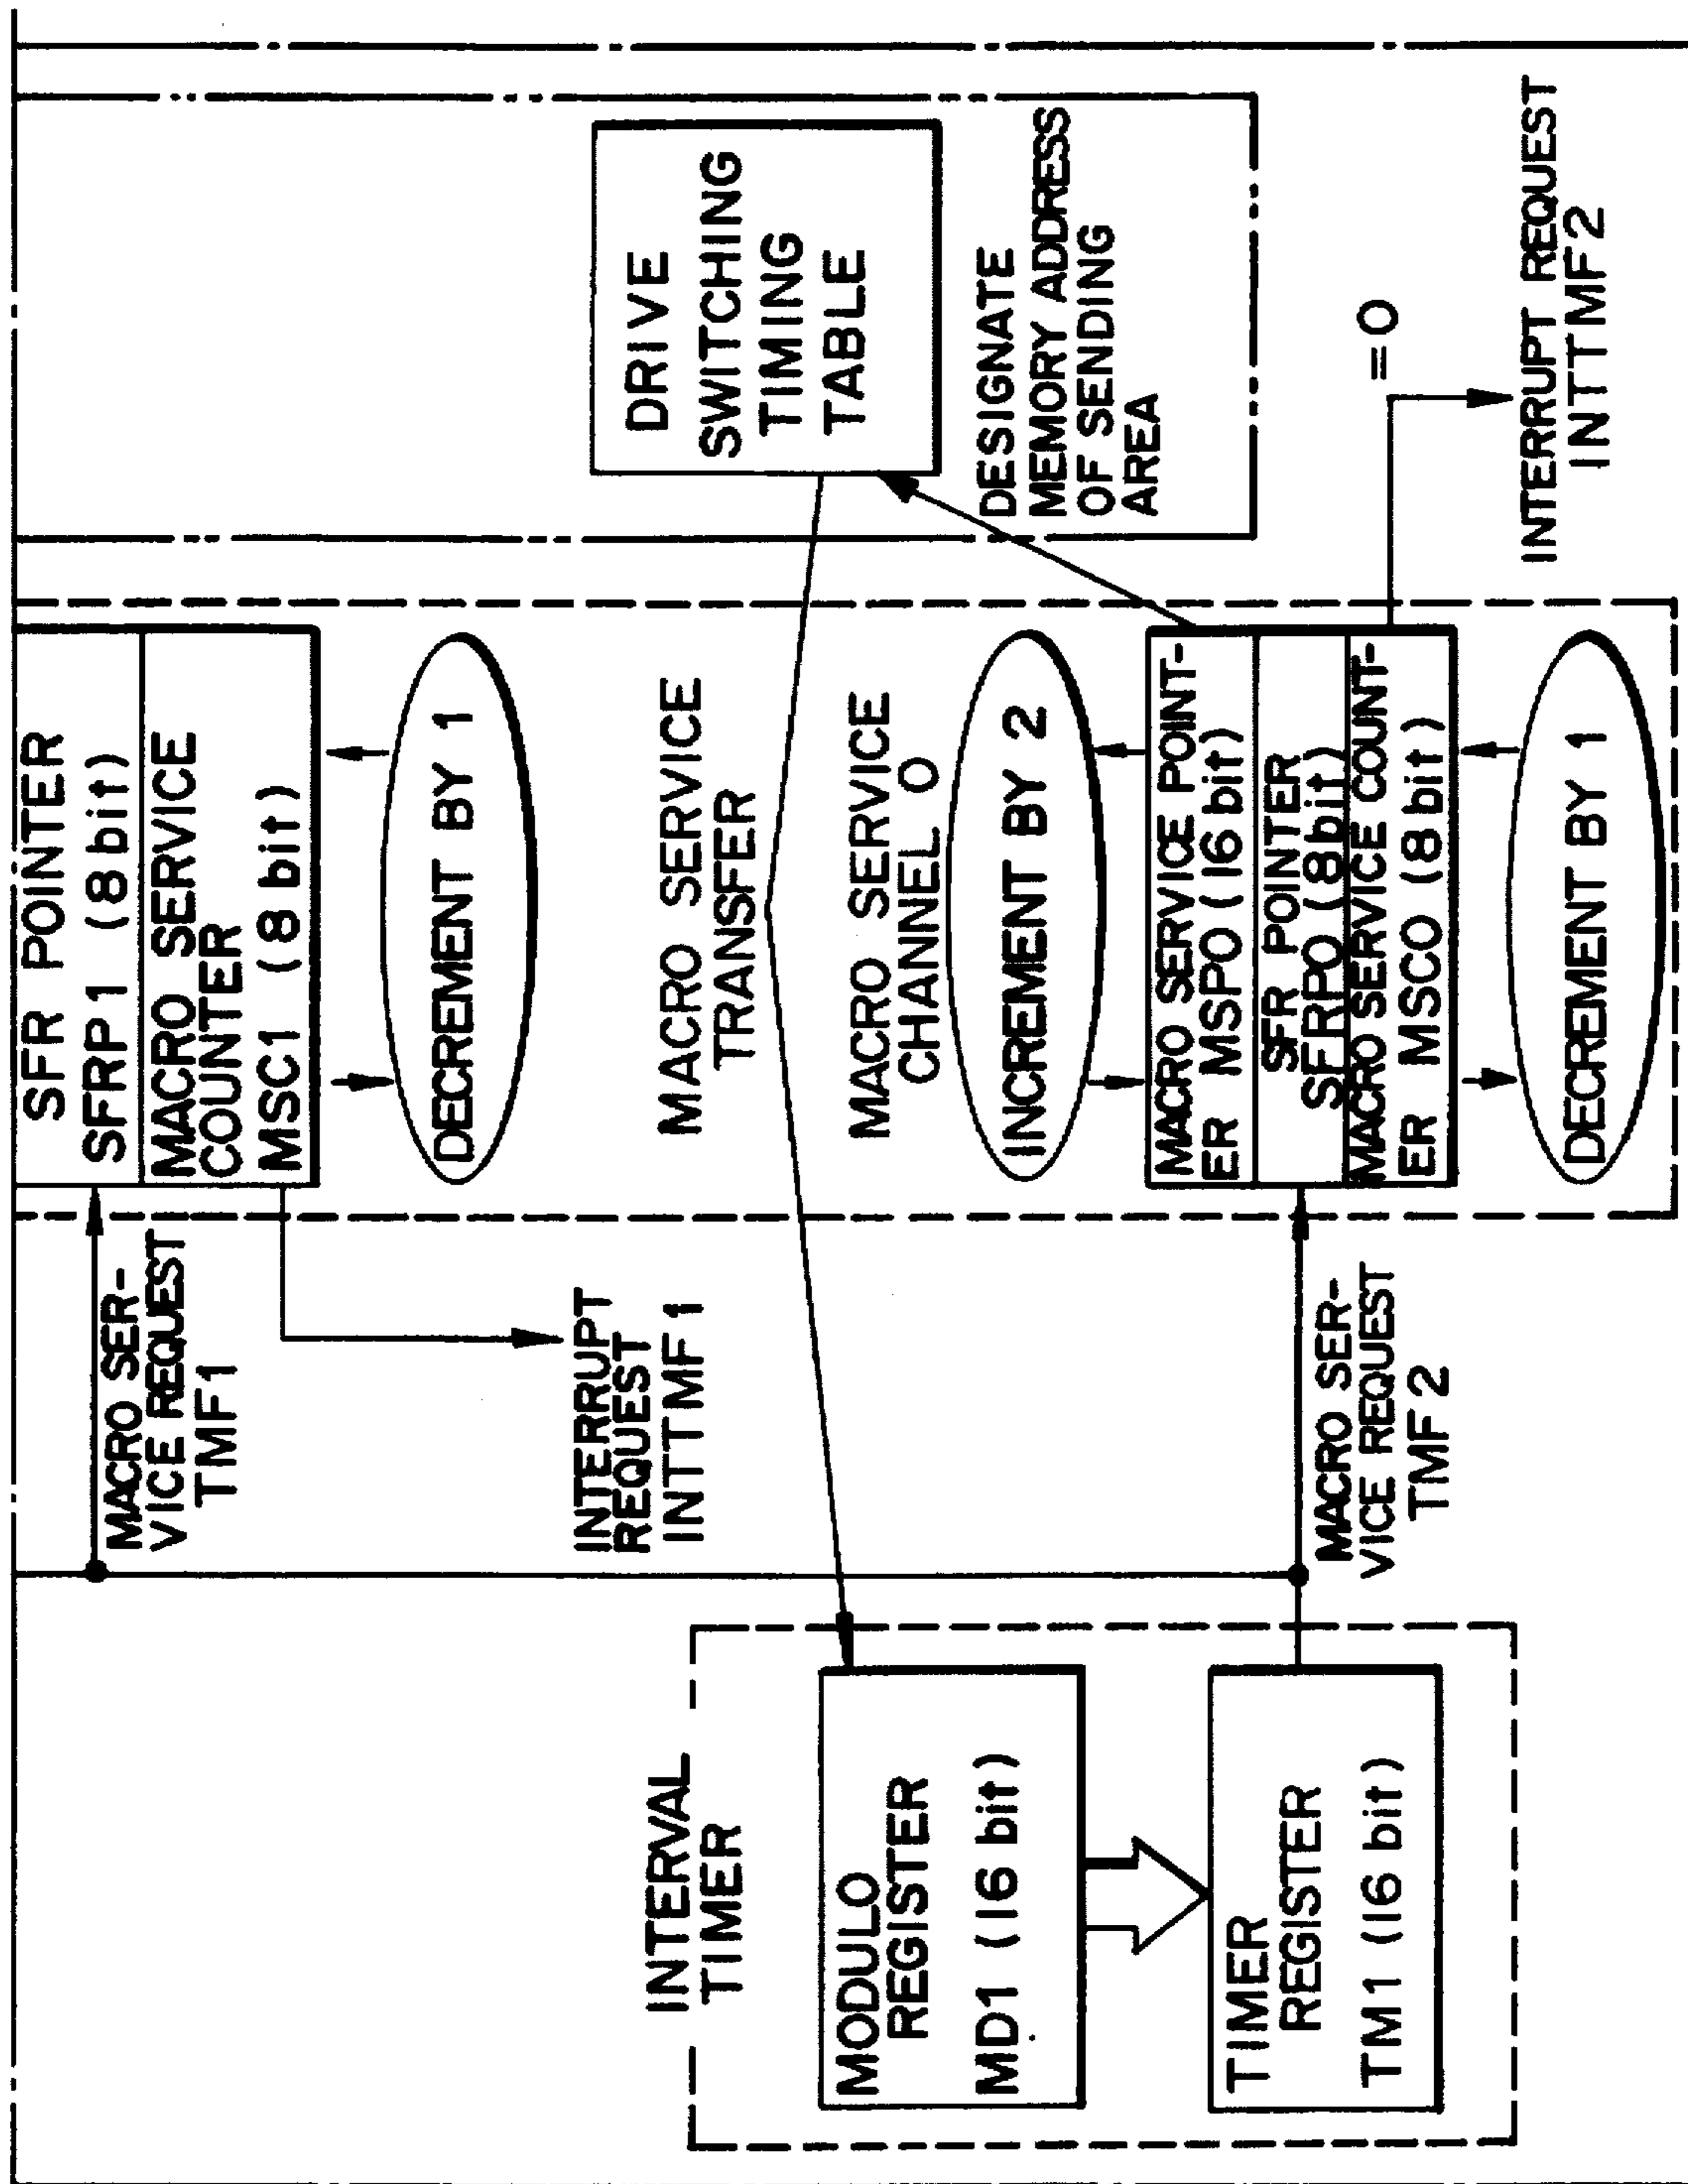 SFR POINTER
SFRP1 (8 bit)
MACRO SERVICE
COUNTER
MSC1 (8 bit)
DECREMENT BY 1
MACRO SER-
VICE REQUEST
TMF1
INTERRUPT
REQUEST
INTTMF1
DRIVE
SWITCHING
TIMING
TABLE
MACRO SERVICE
TRANSFER
MACRO SERVICE
CHANNEL 0
INCREMENT BY 2
DESIGNATE
MEMORY ADDRESS
OF SENDING
AREA
INTERVAL
TIMER
MODULO
REGISTER
MD1 (16 bit)
TIMER
REGISTER
TM1 (16 bit)
MACRO SERVICE POINT-
ER MSP0 (16 bit)
SFR POINTER
SFRP0 (8bit)
MACRO SERVICE COUNT-
ER MSC0 (8 bit)
=0
MACRO SER-
VICE REQUEST
TMF2
DECREMENT BY 1
INTERRUPT REQUEST
INTTMF2